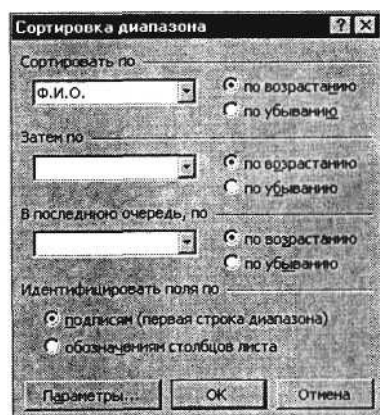 Сортировка диапазона
Сортировать по
Ф.И.О.
по возрастанию
по убыванию
Затем по
по возрастанию
по убыванию
В последнюю очередь, по
по возрастанию
по убыванию
Идентифицировать поля по
подписям (первая строка диапазона)
обозначениям столбцов листа
Параметры... ОК Отмена